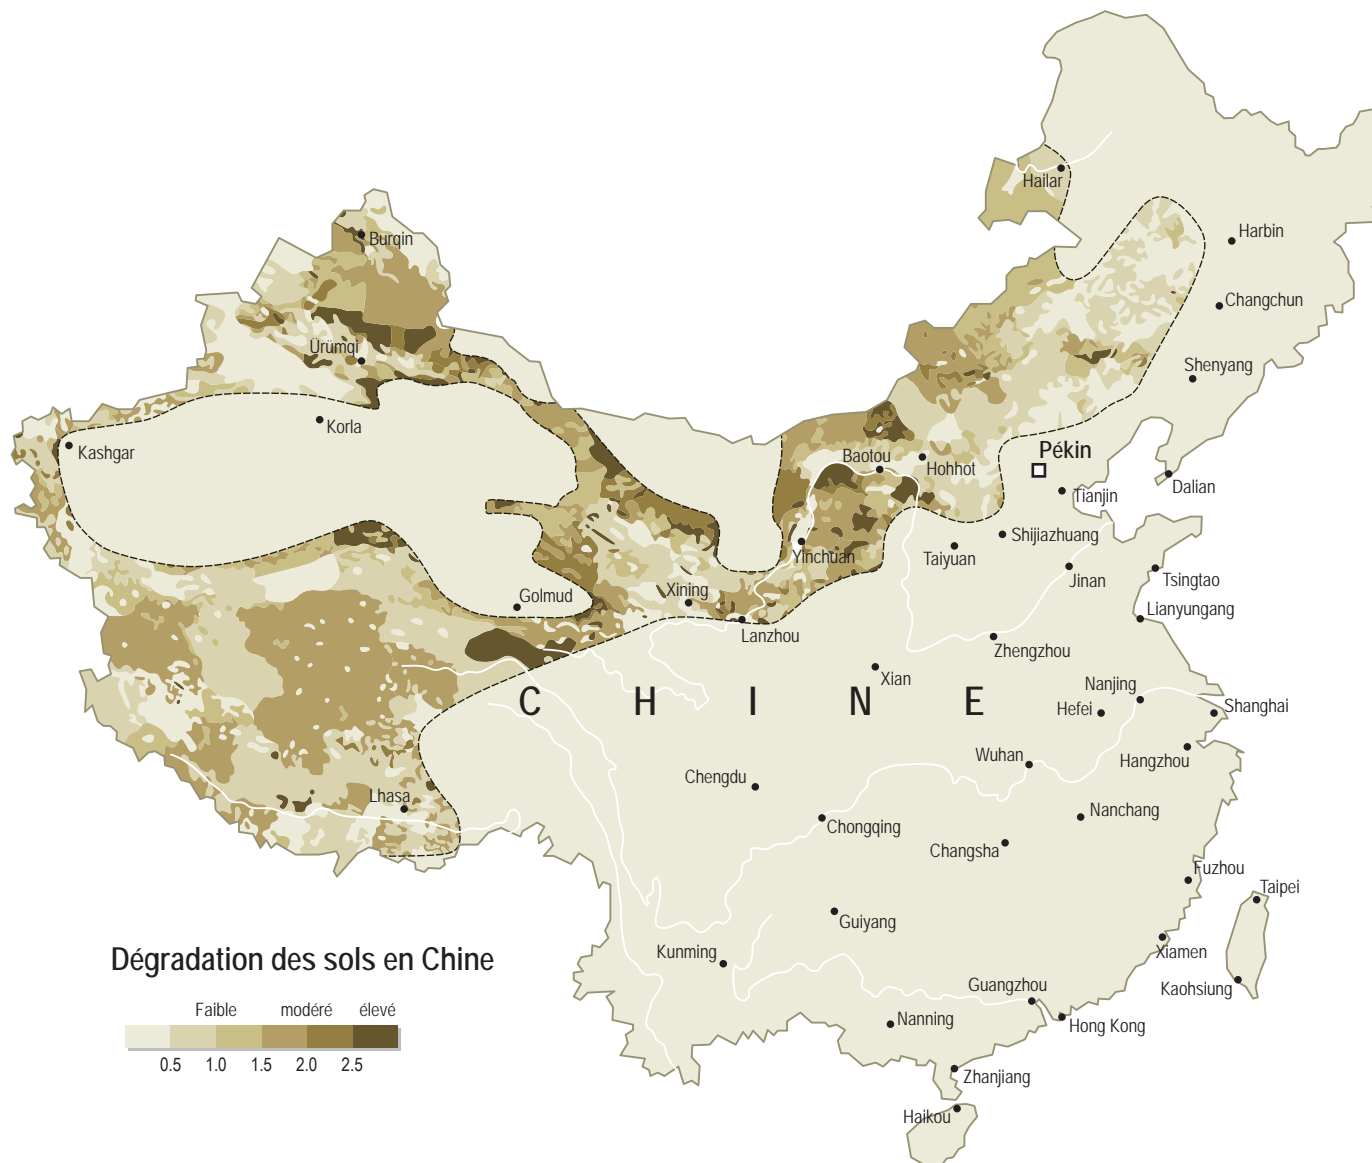 Hailar
Burqin
Harbin
Changchun
Ürümqi
Shenyang
Korla
Kashgar
Baotou
Hohhot
Pékin
Dalian
Tianjin
Shijiazhuang
Yinchuan
Taiyuan
Jinan
Tsingtao
Golmud
Xining
Lianyungang
Lanzhou
Zhengzhou
Xian
CHINE
Nanjing
Hefei
Shanghai
Wuhan
Hangzhou
Chengdu
Lhasa
Nanchang
Chongqing
Changsha
Fuzhou
Taipei
Guiyang
Kunming
Xiamen
Kaohsiung
Guangzhou
Nanning
Hong Kong
Zhanjiang
Haikou
Dégradation des sols en Chine
Faible modéré élevé
0.5 1.0 1.5 2.0 2.5